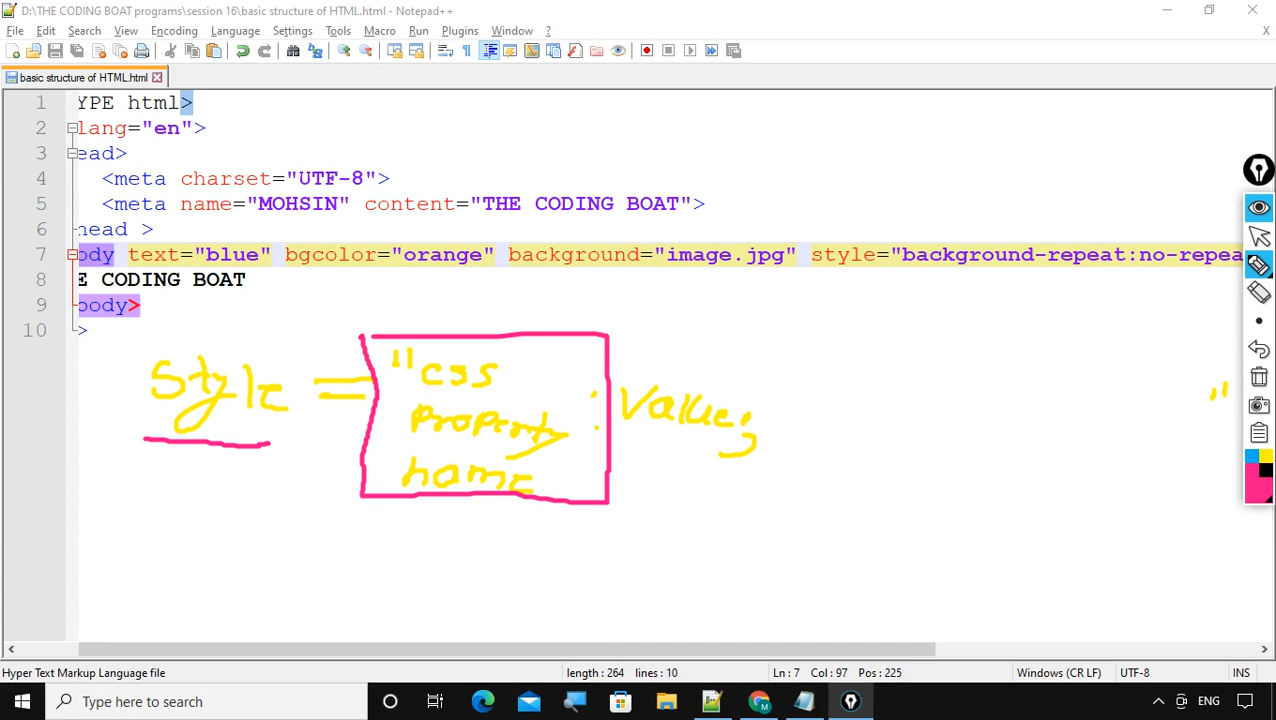 D:\THE CODING BOAT programs\session 16\basic structure of HTML.html - Notepad++
File Edit Search View Encoding Language Settings Tools Macro Run Plugins Window ? X
basic structure of HTML.html
1 YPE html>
2 lang="en">
3 ead>
4 <meta charset="UTF-8">
5 <meta name="MOHSIN" content="THE CODING BOAT">
6 head >
7 ody text="blue" bgcolor="orange" background="image.jpg" style="background-repeat:no-repea
8 E CODING BOAT
9 body>
10 >
style = "css property name : value; "
Hyper Text Markup Language file length : 264 lines : 10 Ln : 7 Col : 97 Pos : 225 Windows (CR LF) UTF-8 INS
Type here to search ENG